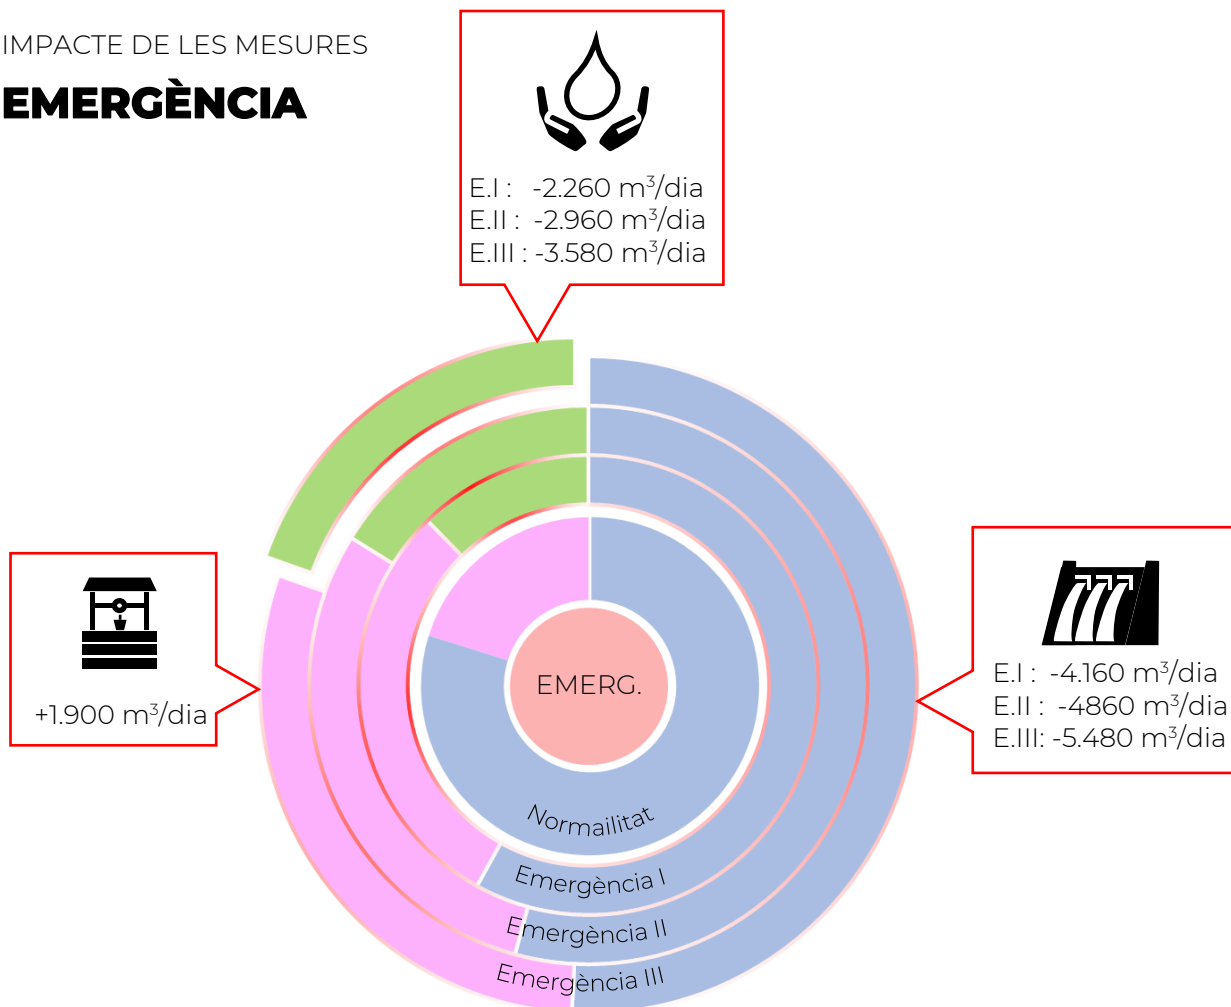 IMPACTE DE LES MESURES
EMERGÈNCIA
E.I : -2.260 m³/dia
E.II : -2.960 m³/dia
E.III : -3.580 m³/dia
+1.900 m³/dia
EMERG.
E.I : -4.160 m³/dia
E.II : -4860 m³/dia
E.III: -5.480 m³/dia
Normailitat
Emergència I
Emergència II
Emergència III